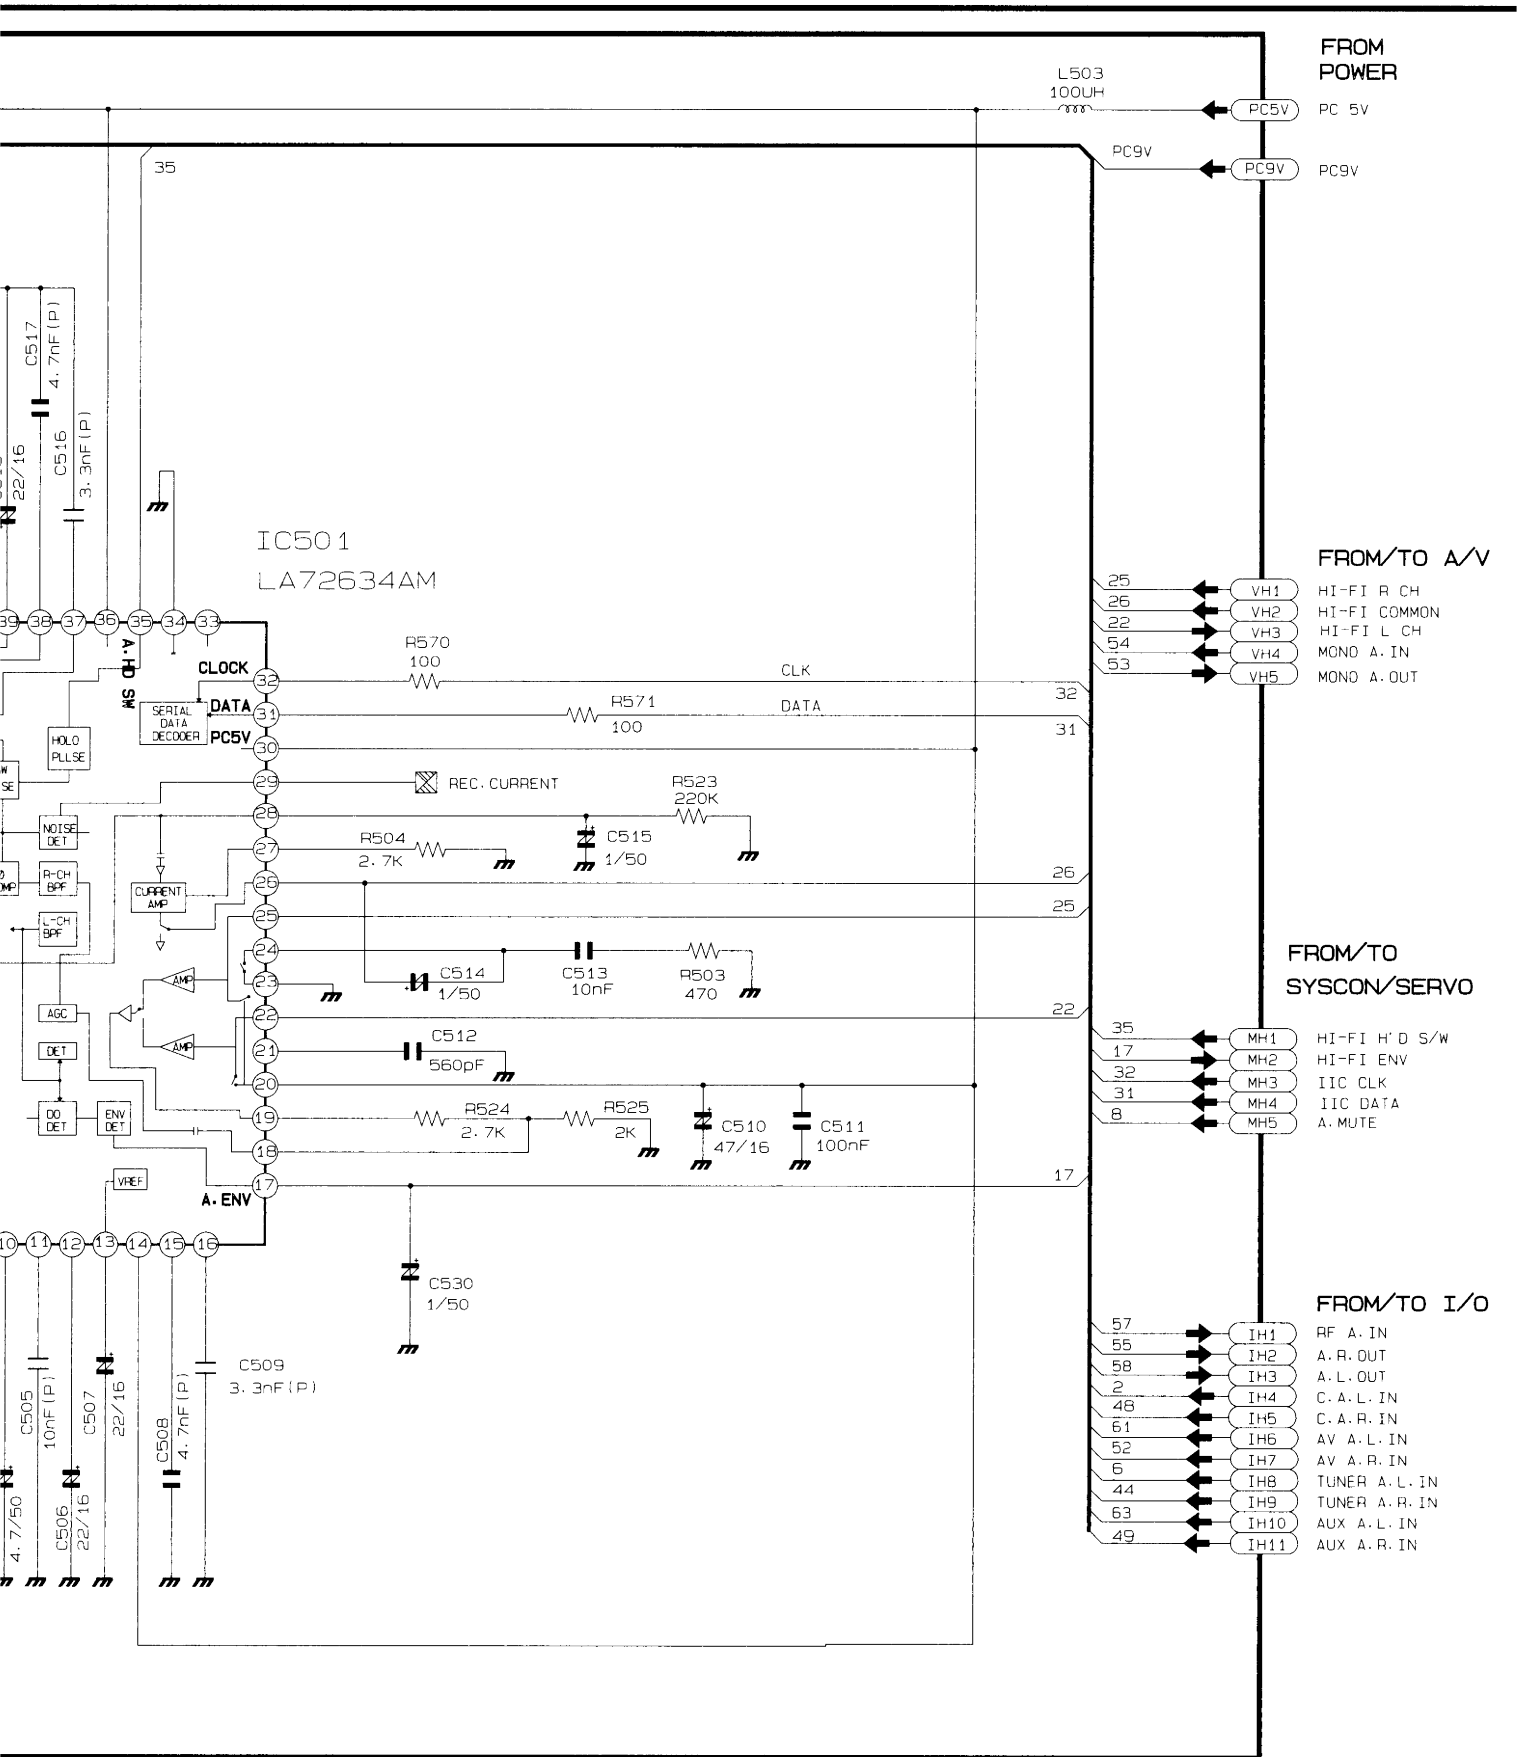 FROM
POWER
L503
100UH
PC5V
PC 5V
PC9V
PC9V
PC9V
35
C517
4.7nF(P)
C516
3.3nF(P)
22/16
IC501
LA72634AM
39
38
37
36
35
34
33
A.HD SW
CLOCK
32
R570
100
CLK
32
SERIAL
DATA
DECODER
DATA
31
R571
100
DATA
31
HOLO
PLLSE
PC5V
30
W
SE
29
REC.CURRENT
R523
220K
28
NOISE
DET
C515
1/50
R504
2.7K
27
R-CH
BPF
CURRENT
AMP
26
26
25
25
L-CH
BPF
24
AMP
23
C514
1/50
C513
10nF
R503
470
AGC
22
22
DET
AMP
21
C512
560pF
20
DO
DET
ENV
DET
19
R524
2.7K
R525
2K
C510
47/16
C511
100nF
18
VREF
17
A.ENV
17
10
11
12
13
14
15
16
C530
1/50
C509
3.3nF(P)
C505
10nF(P)
C507
22/16
C508
4.7nF(P)
4.7/50
C506
22/16
FROM/TO A/V
25
VH1
HI-FI R CH
26
VH2
HI-FI COMMON
22
VH3
HI-FI L CH
54
VH4
MONO A.IN
53
VH5
MONO A.OUT
FROM/TO
SYSCON/SERVO
35
MH1
HI-FI H'D S/W
17
MH2
HI-FI ENV
32
MH3
IIC CLK
31
MH4
IIC DATA
8
MH5
A.MUTE
FROM/TO I/O
57
IH1
RF A.IN
55
IH2
A.R.OUT
58
IH3
A.L.OUT
2
IH4
C.A.L.IN
48
IH5
C.A.R.IN
61
IH6
AV A.L.IN
52
IH7
AV A.R.IN
6
IH8
TUNER A.L.IN
44
IH9
TUNER A.R.IN
63
IH10
AUX A.L.IN
49
IH11
AUX A.R.IN